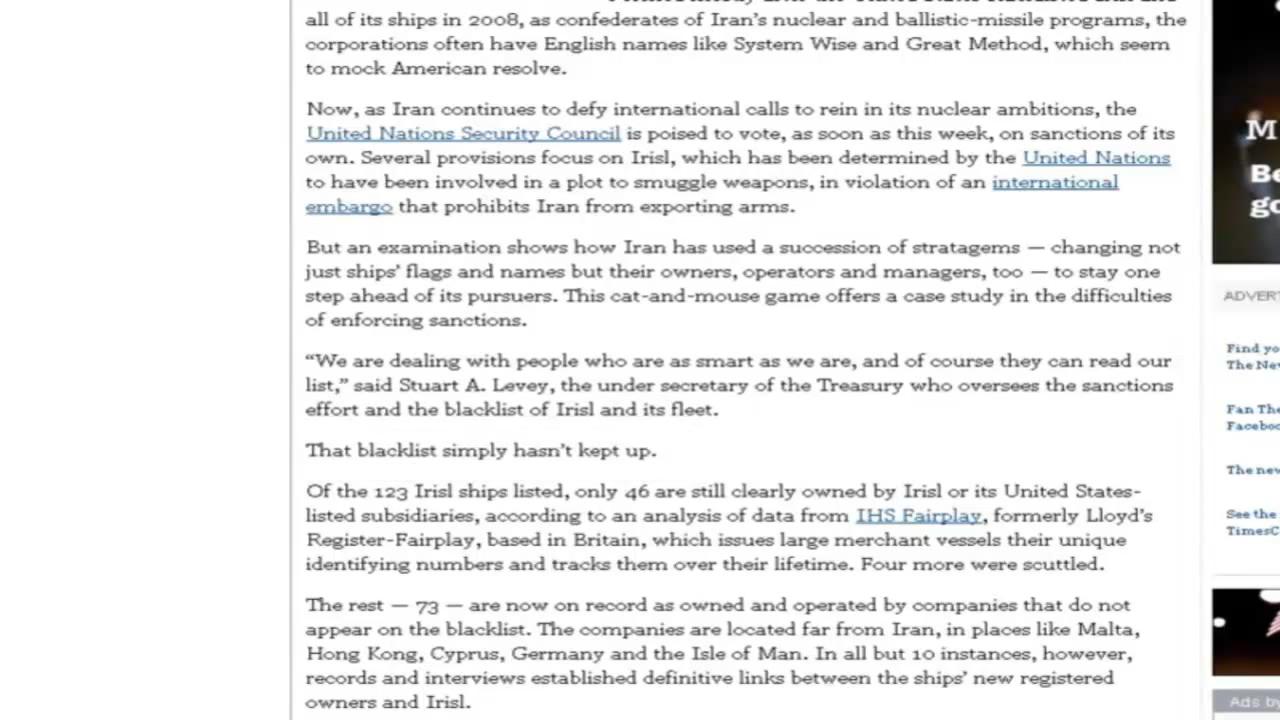 all of its ships in 2008, as confederates of Iran's nuclear and ballistic-missile programs, the
corporations often have English names like System Wise and Great Method, which seem
to mock American resolve.
Now, as Iran continues to defy international calls to rein in its nuclear ambitions, the
United Nations Security Council is poised to vote, as soon as this week, on sanctions of its
own. Several provisions focus on Irisl, which has been determined by the United Nations
to have been involved in a plot to smuggle weapons, in violation of an international
embargo that prohibits Iran from exporting arms.
But an examination shows how Iran has used a succession of stratagems — changing not
just ships' flags and names but their owners, operators and managers, too — to stay one
step ahead of its pursuers. This cat-and-mouse game offers a case study in the difficulties
of enforcing sanctions.
“We are dealing with people who are as smart as we are, and of course they can read our
list,” said Stuart A. Levey, the under secretary of the Treasury who oversees the sanctions
effort and the blacklist of Irisl and its fleet.
That blacklist simply hasn't kept up.
Of the 123 Irisl ships listed, only 46 are still clearly owned by Irisl or its United States-
listed subsidiaries, according to an analysis of data from IHS Fairplay, formerly Lloyd's
Register-Fairplay, based in Britain, which issues large merchant vessels their unique
identifying numbers and tracks them over their lifetime. Four more were scuttled.
The rest — 73 — are now on record as owned and operated by companies that do not
appear on the blacklist. The companies are located far from Iran, in places like Malta,
Hong Kong, Cyprus, Germany and the Isle of Man. In all but 10 instances, however,
records and interviews established definitive links between the ships' new registered
owners and Irisl.
M
Be
go
ADVERT
Find yo
The Nev
Fan The
Faceboo
The new
See the
TimesC
Ads by